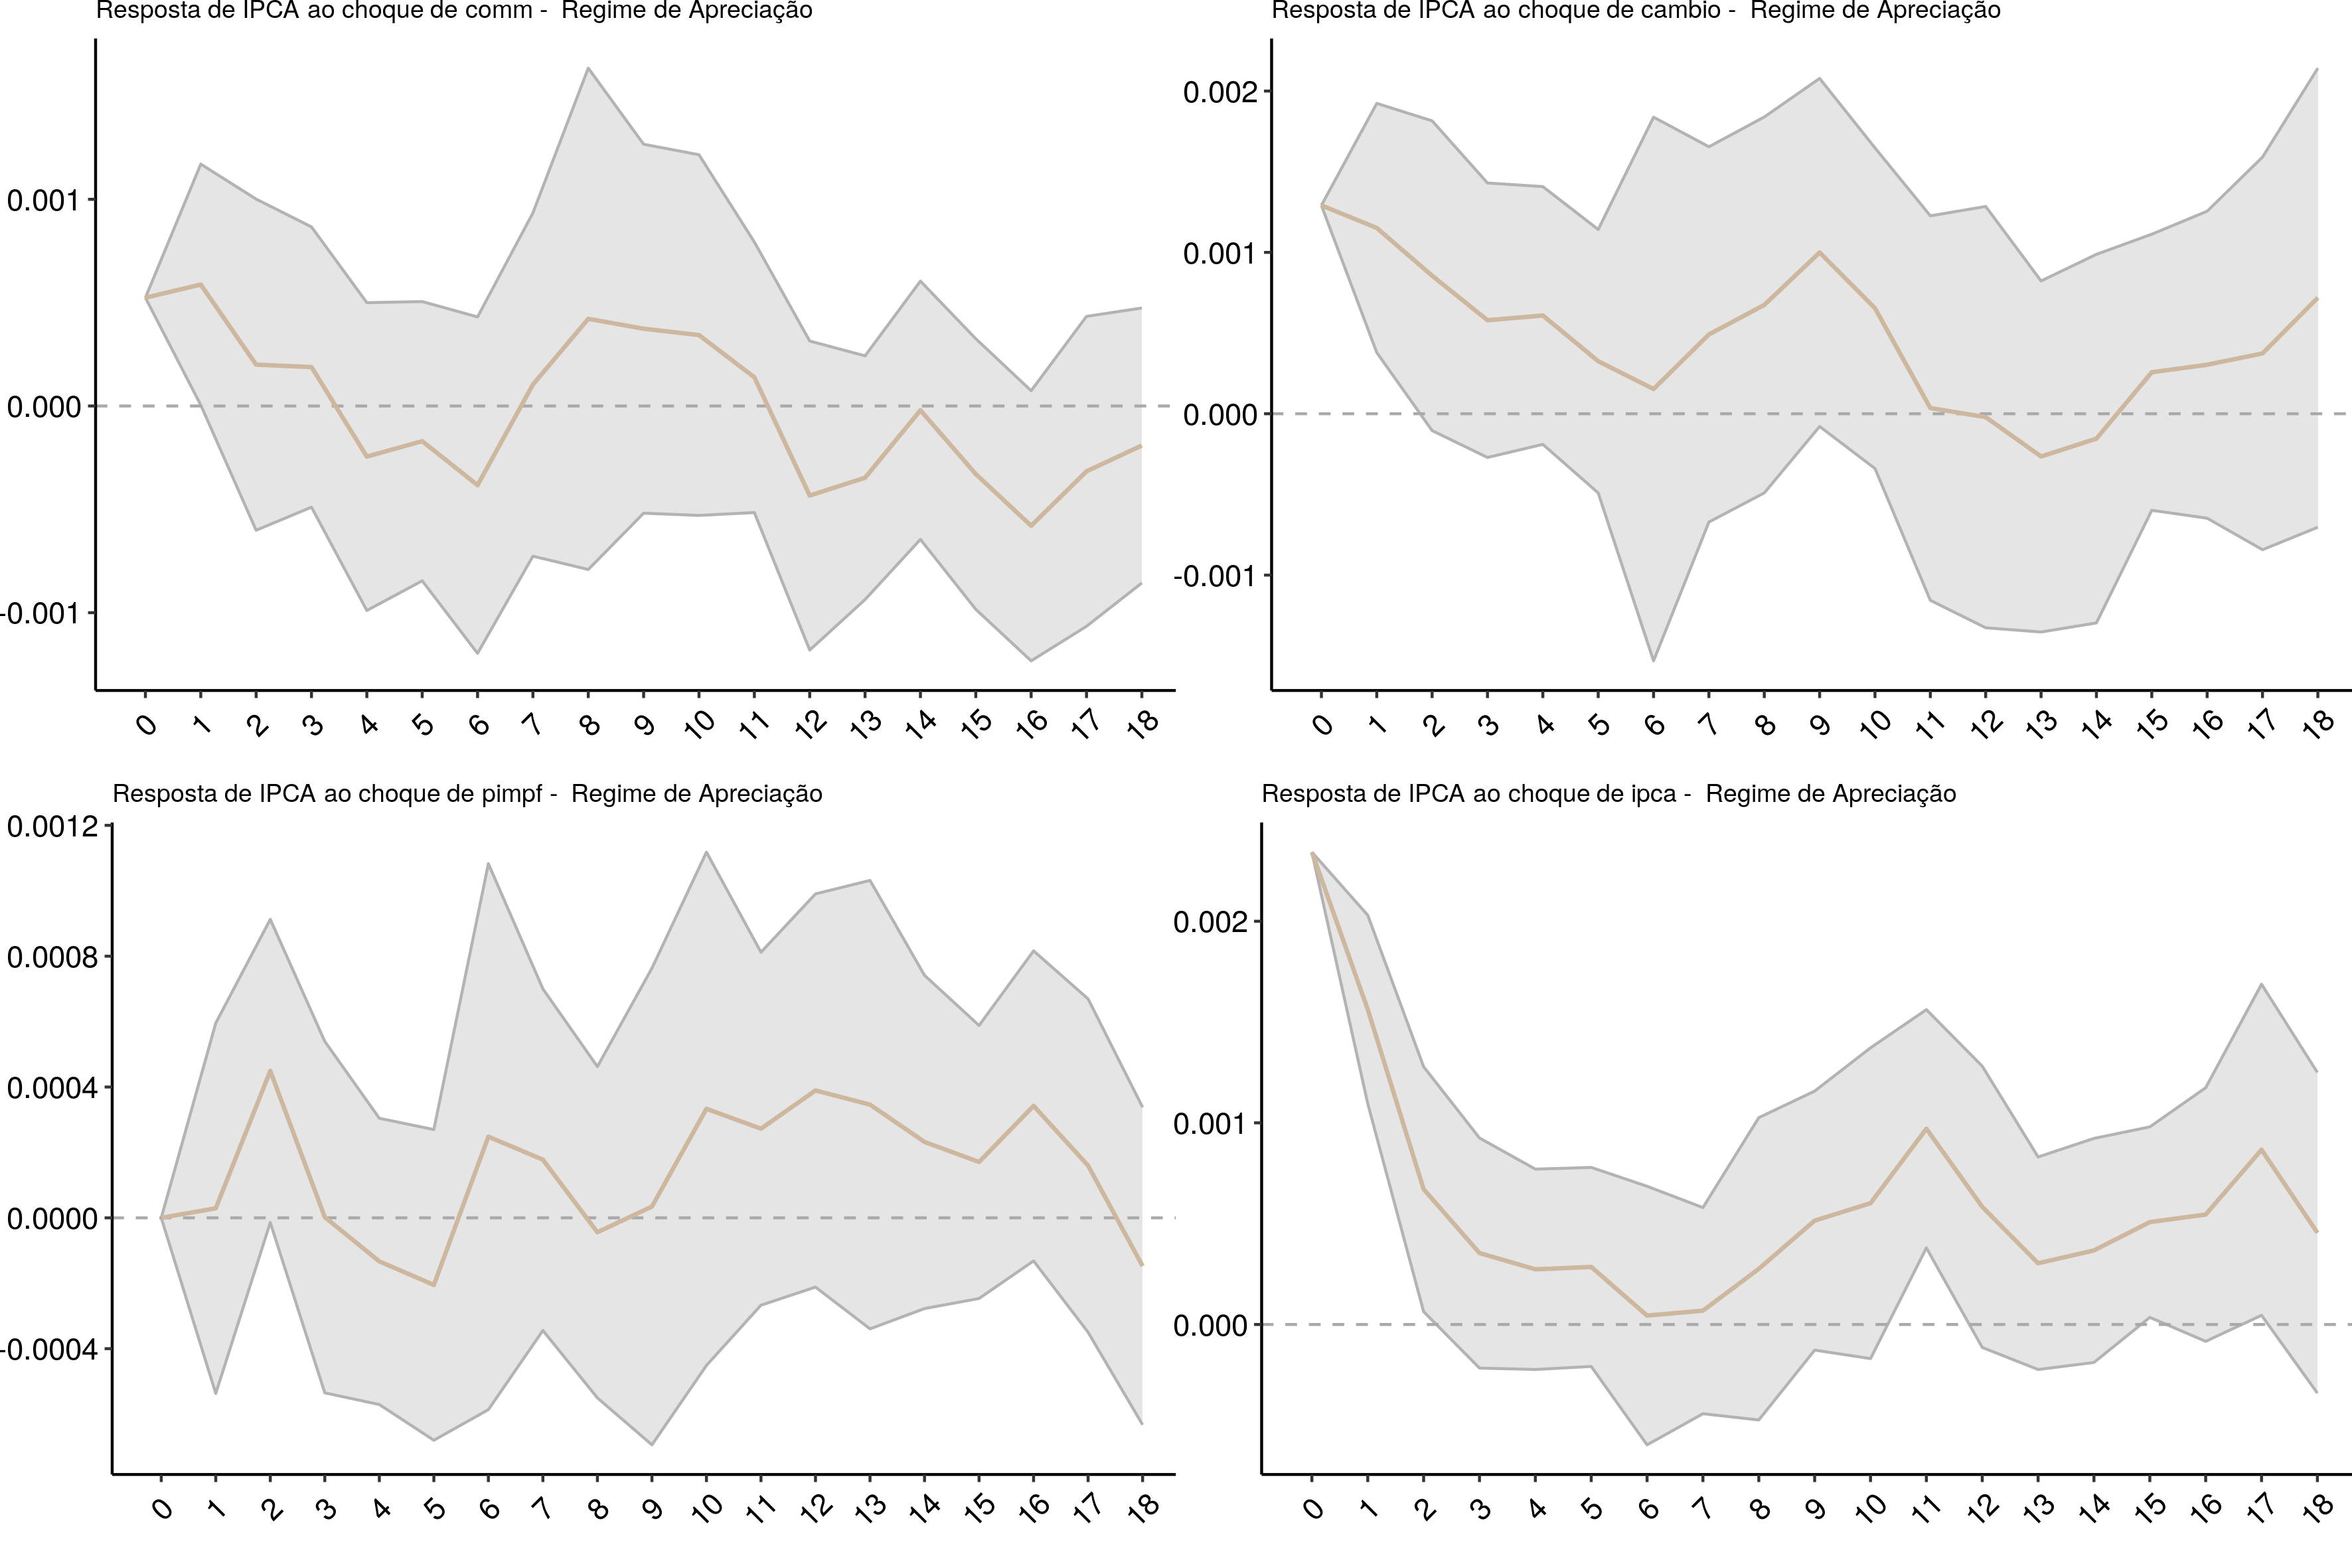 Resposta de IPCA ao choque de comm -  Regime de Apreciação
0.001
0.000
-0.001
0 1 2 3 4 5 6 7 8 9 10 11 12 13 14 15 16 17 18
Resposta de IPCA ao choque de cambio -  Regime de Apreciação
0.002
0.001
0.000
-0.001
0 1 2 3 4 5 6 7 8 9 10 11 12 13 14 15 16 17 18
Resposta de IPCA ao choque de pimpf -  Regime de Apreciação
0.0012
0.0008
0.0004
0.0000
-0.0004
0 1 2 3 4 5 6 7 8 9 10 11 12 13 14 15 16 17 18
Resposta de IPCA ao choque de ipca -  Regime de Apreciação
0.002
0.001
0.000
0 1 2 3 4 5 6 7 8 9 10 11 12 13 14 15 16 17 18